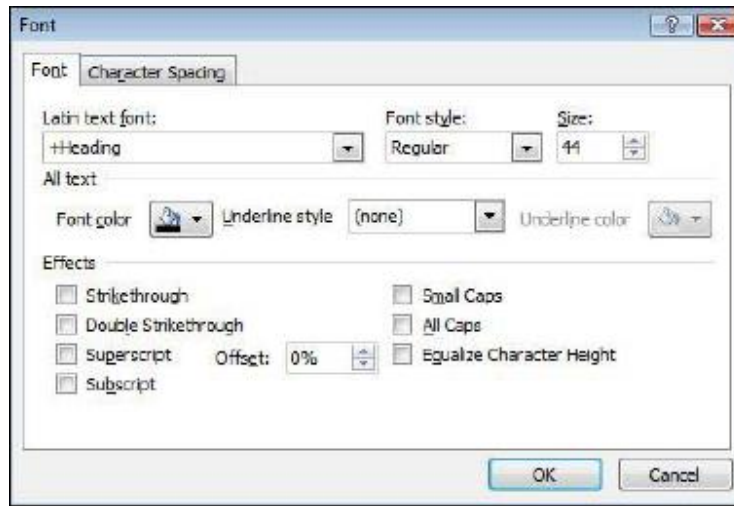 Font
Font Character Spacing
Latin text font: Font style: Size:
+Heading Regular 44
All text
Font color Underline style (none) Underline color
Effects
Strikethrough Small Caps
Double Strikethrough All Caps
Superscript Offset: 0% Equalize Character Height
Subscript
OK Cancel